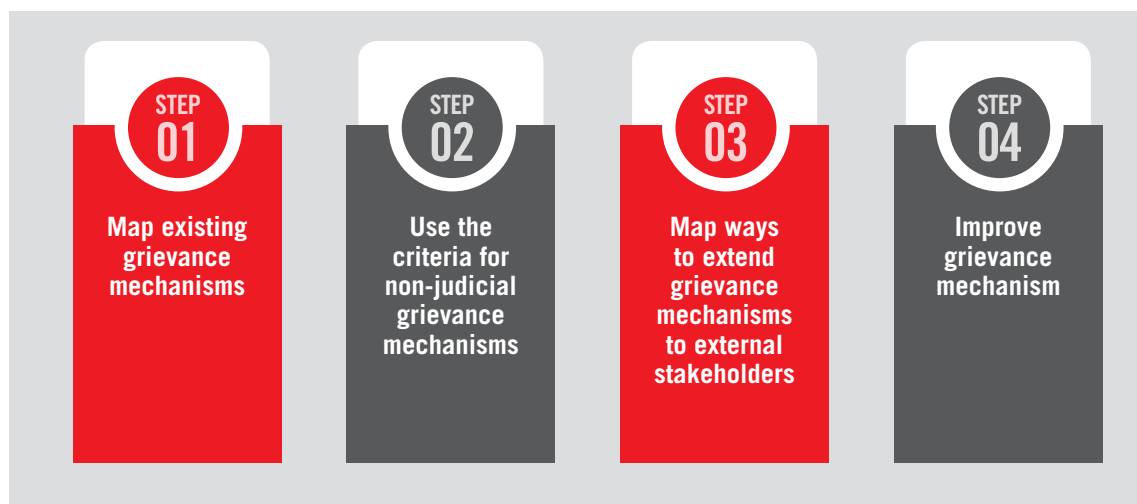 STEP
01
Map existing
grievance
mechanisms
STEP
02
Use the
criteria for
non-judicial
grievance
mechanisms
STEP
03
Map ways
to extend
grievance
mechanisms
to external
stakeholders
STEP
04
Improve
grievance
mechanism